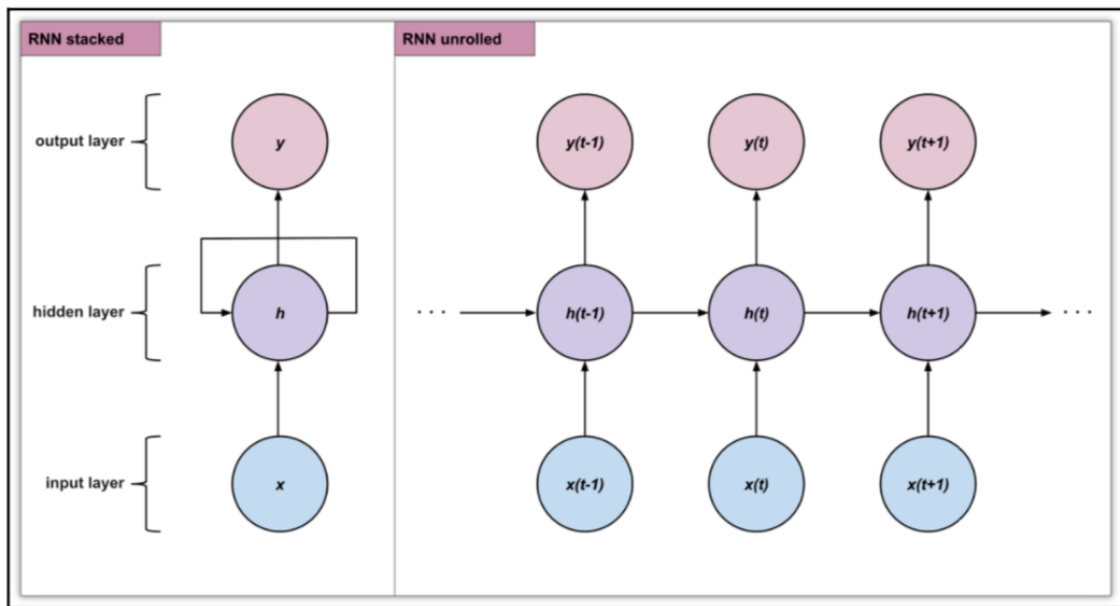 RNN stacked
RNN unrolled
output layer
y
y(t-1)
y(t)
y(t+1)
hidden layer
h
. . .
h(t-1)
h(t)
h(t+1)
. . .
input layer
x
x(t-1)
x(t)
x(t+1)